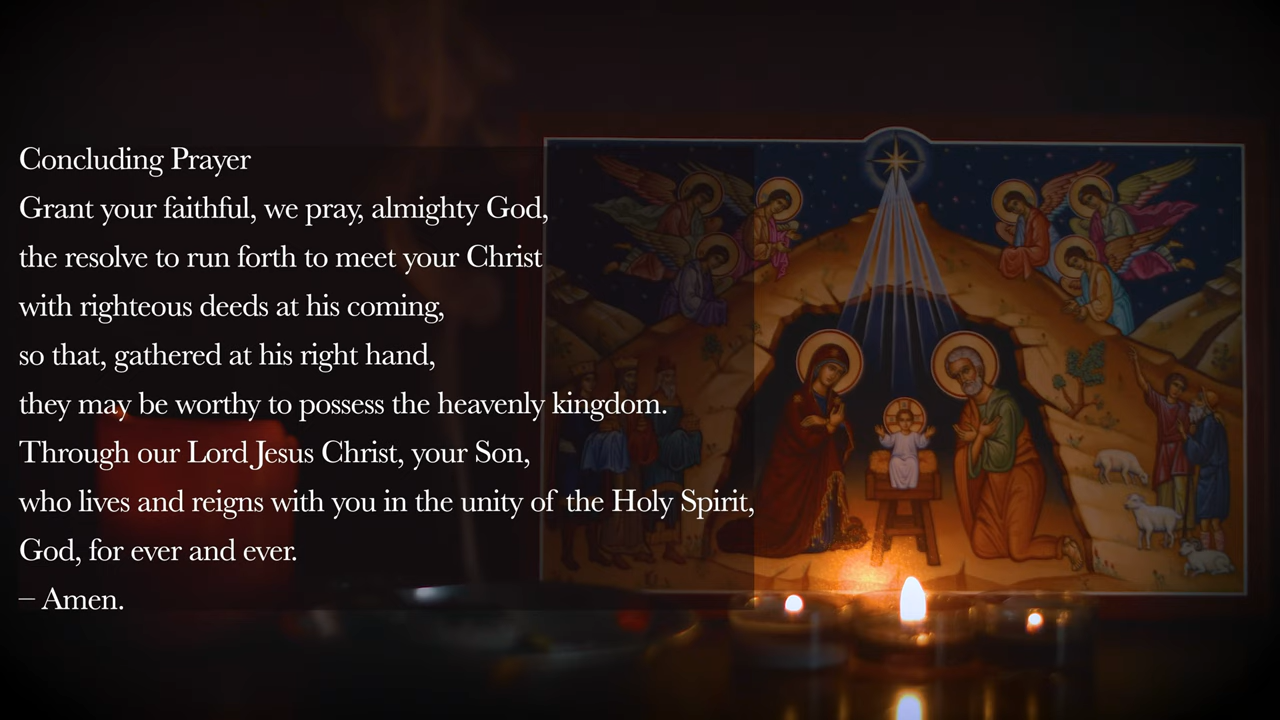 Concluding Prayer
Grant your faithful, we pray, almighty God,
the resolve to run forth to meet your Christ
with righteous deeds at his coming,
so that, gathered at his right hand,
they may be worthy to possess the heavenly kingdom.
Through our Lord Jesus Christ, your Son,
who lives and reigns with you in the unity of the Holy Spirit,
God, for ever and ever.
– Amen.